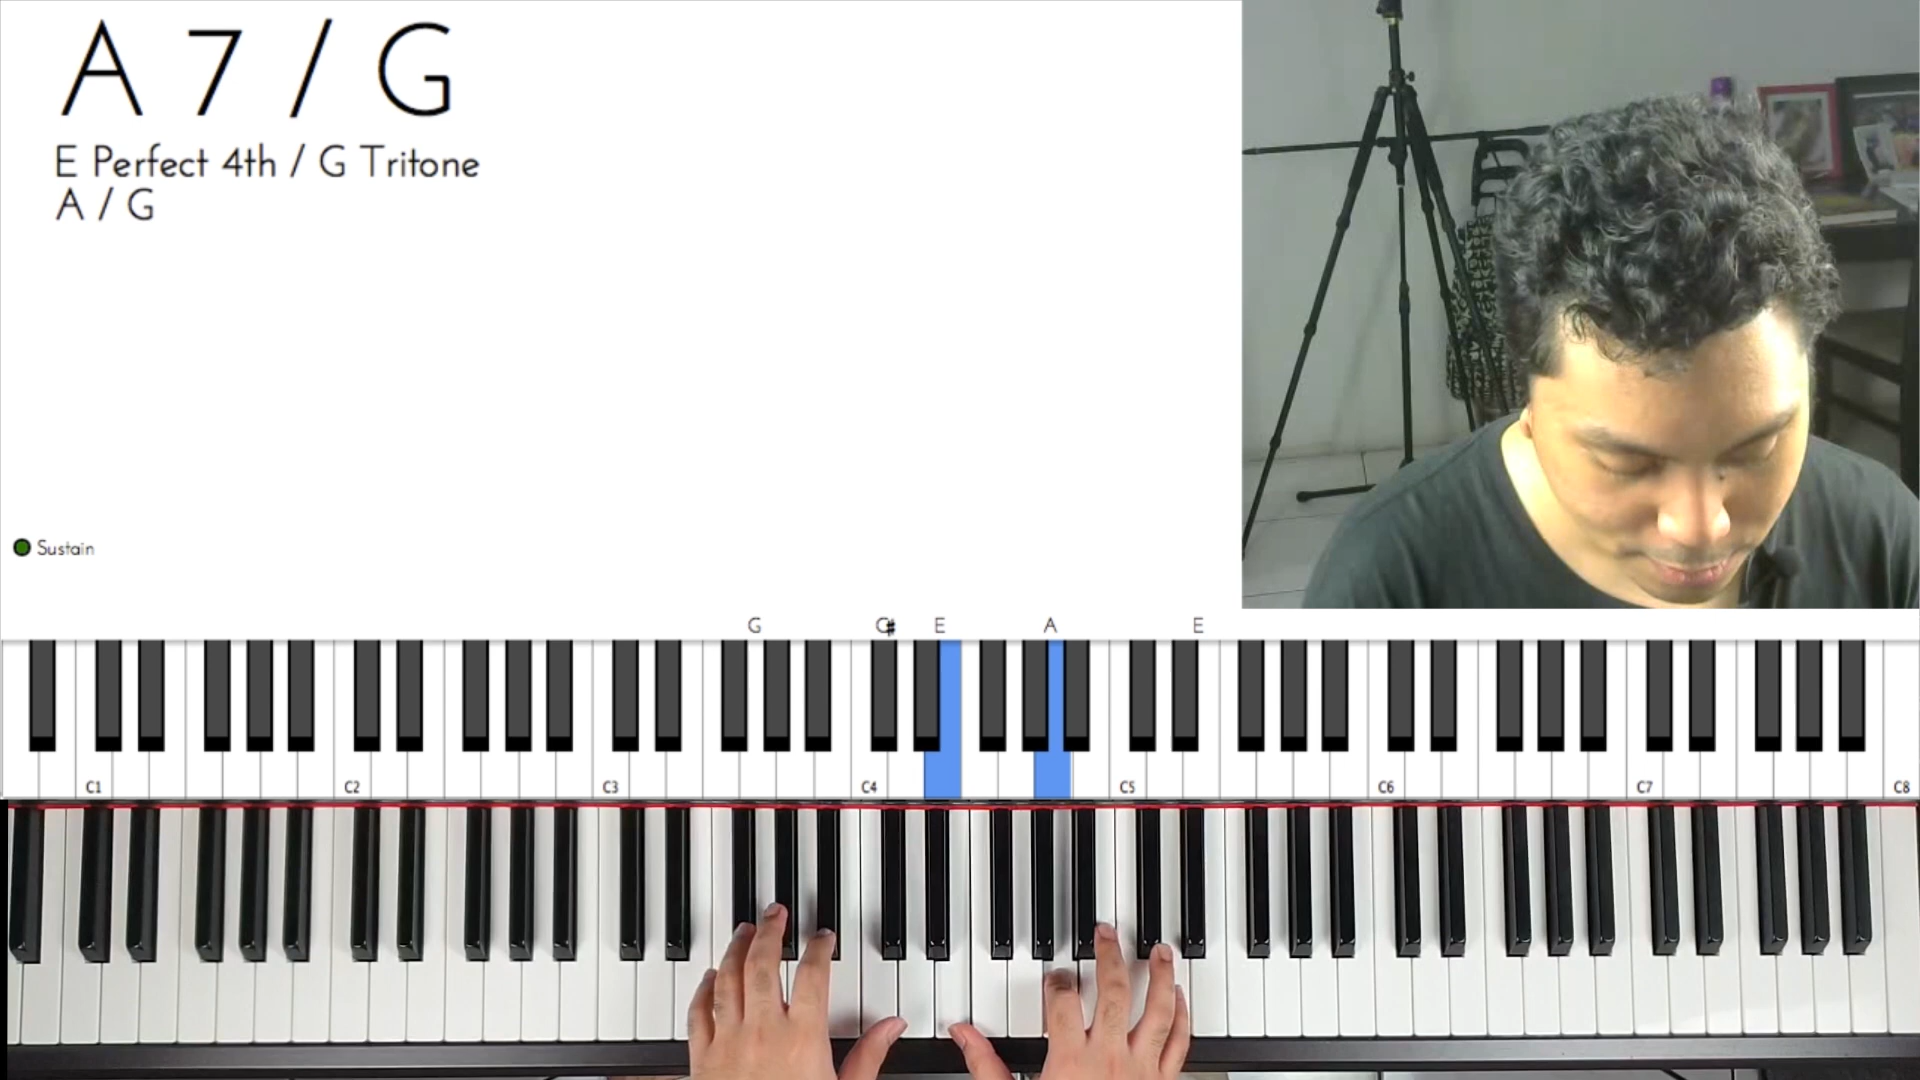 A 7 / G
E Perfect 4th / G Tritone
A / G
Sustain
G C# E A E
C1 C2 C3 C4 C5 C6 C7 C8